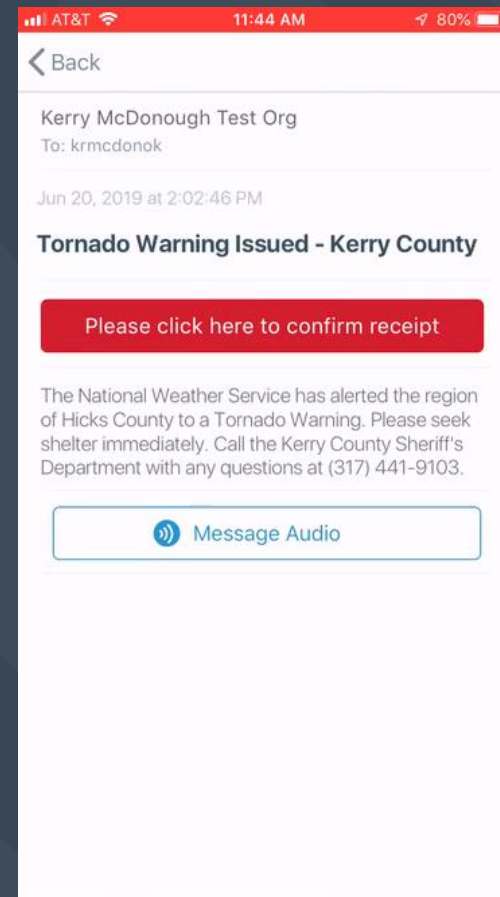 AT&T 11:44 AM 80%
Back
Kerry McDonough Test Org
To: krmcdonok
Jun 20, 2019 at 2:02:46 PM
Tornado Warning Issued - Kerry County
Please click here to confirm receipt
The National Weather Service has alerted the region
of Hicks County to a Tornado Warning. Please seek
shelter immediately. Call the Kerry County Sheriff's
Department with any questions at (317) 441-9103.
Message Audio